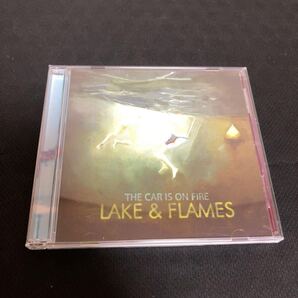 THE CAR IS ON FIRE
LAKE & FLAMES